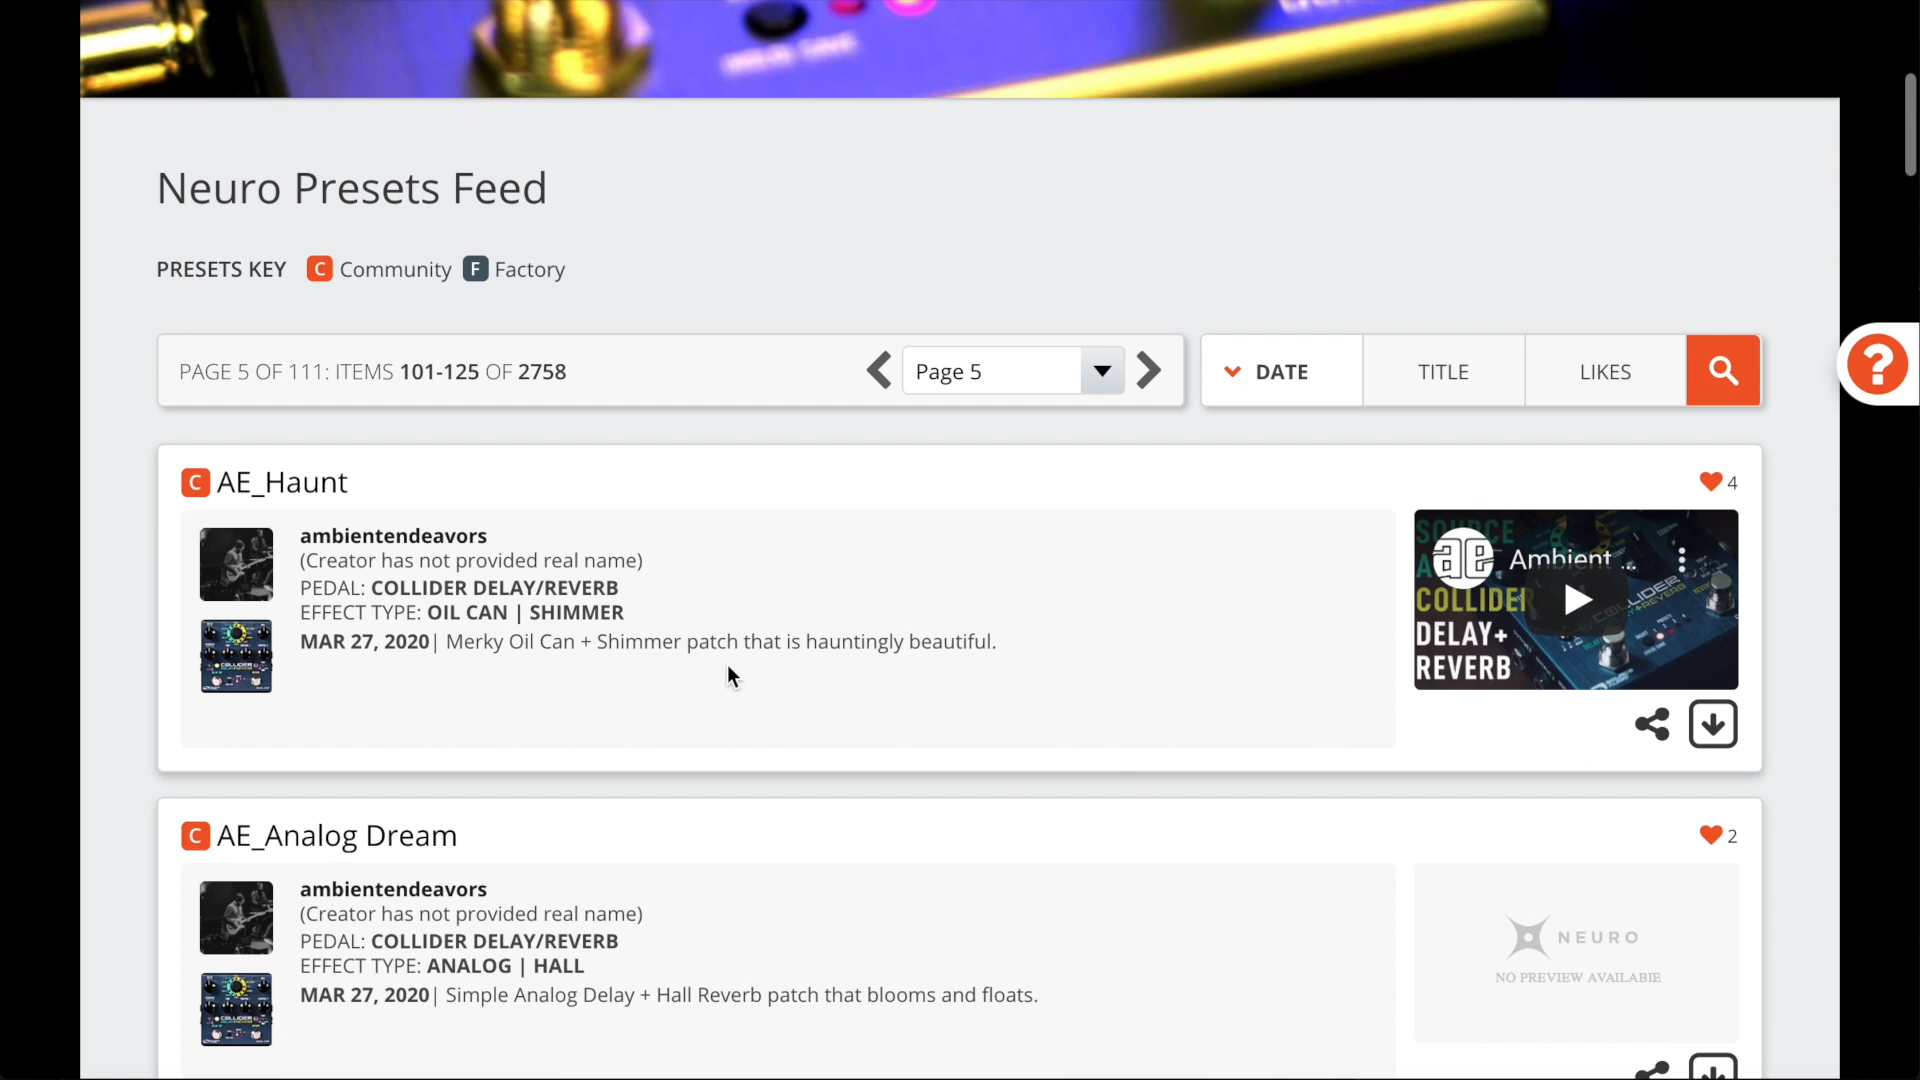 Neuro Presets Feed
PRESETS KEY C Community F Factory
PAGE 5 OF 111: ITEMS 101-125 OF 2758
Page 5
DATE
TITLE
LIKES
?
C AE_Haunt
4
ambientendeavors
(Creator has not provided real name)
PEDAL: COLLIDER DELAY/REVERB
EFFECT TYPE: OIL CAN | SHIMMER
MAR 27, 2020| Merky Oil Can + Shimmer patch that is hauntingly beautiful.
SOURCE
ae Ambient ...
COLLIDER
DELAY+
REVERB
C AE_Analog Dream
2
ambientendeavors
(Creator has not provided real name)
PEDAL: COLLIDER DELAY/REVERB
EFFECT TYPE: ANALOG | HALL
MAR 27, 2020| Simple Analog Delay + Hall Reverb patch that blooms and floats.
NEURO
NO PREVIEW AVAILABIE